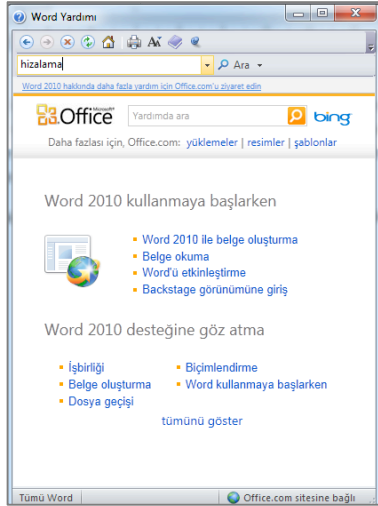 Word Yardımı
hizalama
Ara
Word 2010 hakkında daha fazla yardım için Office.com'u ziyaret edin
Office Yardımda ara bing
Daha fazlası için, Office.com: yüklemeler | resimler | şablonlar
Word 2010 kullanmaya başlarken
Word 2010 ile belge oluşturma
Belge okuma
Word'ü etkinleştirme
Backstage görünümüne giriş
Word 2010 desteğine göz atma
İşbirliği Biçimlendirme
Belge oluşturma Word kullanmaya başlarken
Dosya geçişi
tümünü göster
Tümü Word Office.com sitesine bağlı